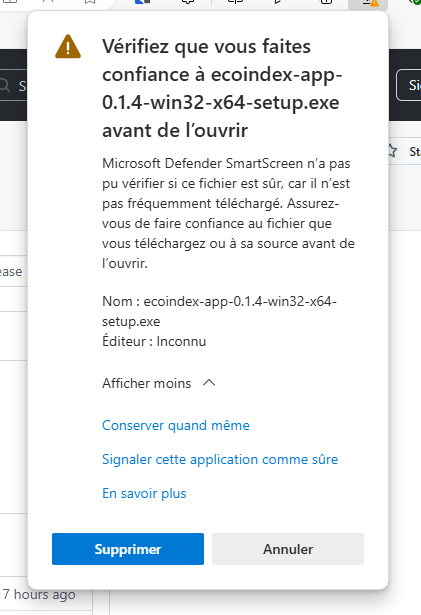 Vérifiez que vous faites
confiance à ecoindex-app-
0.1.4-win32-x64-setup.exe
avant de l’ouvrir
Microsoft Defender SmartScreen n’a pas
pu vérifier si ce fichier est sûr, car il n’est
pas fréquemment téléchargé. Assurez-
vous de faire confiance au fichier que
vous téléchargez ou à sa source avant de
l’ouvrir.
Nom : ecoindex-app-0.1.4-win32-x64-
setup.exe
Éditeur : Inconnu
Afficher moins
Conserver quand même
Signaler cette application comme sûre
En savoir plus
Supprimer
Annuler
7 hours ago